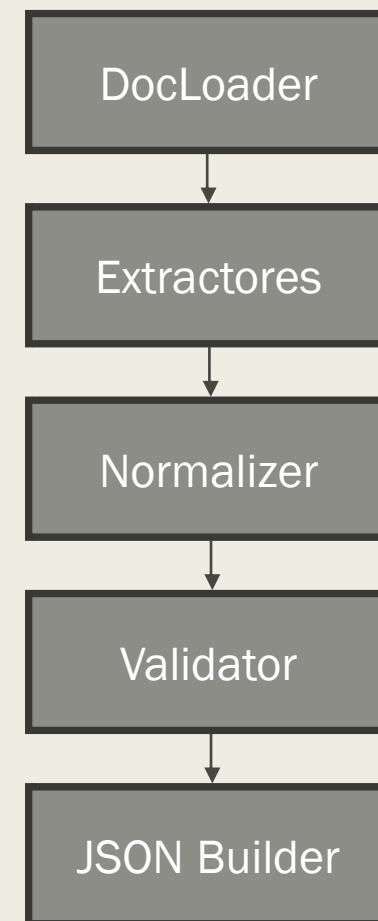 DocLoader
Extractores
Normalizer
Validator
JSON Builder